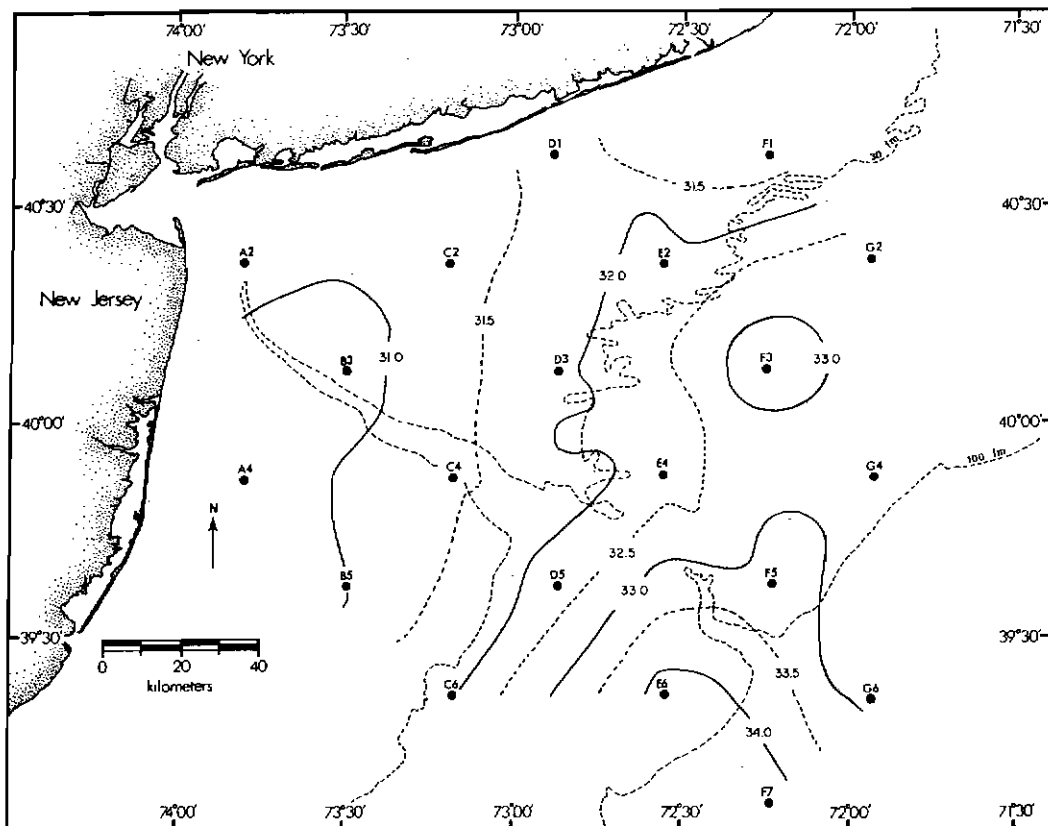 74°00' 73°30' 73°00' 72°30' 72°00' 71°30'
New York
D1 F1
30 fm
31.5
40°30' 40°30'
A2 C2 E2 G2
32.0
New Jersey
31.5
31.0 33.0
B3 D3 F3
40°00' 40°00'
100 fm
A4 C4 E4 G4
N
32.5
B5 D5 33.0 F5
39°30' 39°30'
0 20 40
kilometers
33.5
C6 E6 G6
34.0
F7
74°00' 73°30' 73°00' 72°30' 72°00' 71°30'